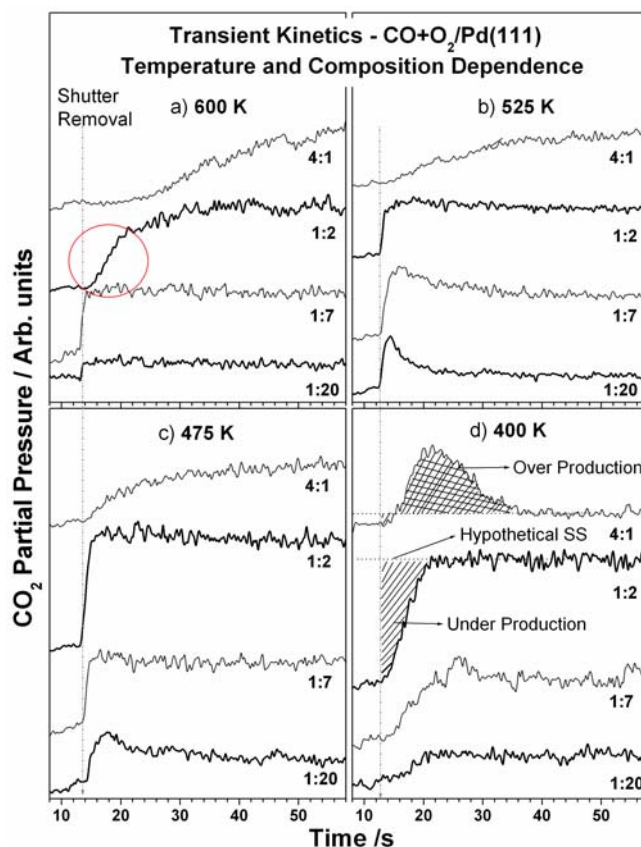 Transient Kinetics - CO+O₂/Pd(111)
Temperature and Composition Dependence
Shutter
Removal
a) 600 K
4:1
1:2
1:7
1:20
b) 525 K
4:1
1:2
1:7
1:20
c) 475 K
4:1
1:2
1:7
1:20
d) 400 K
Over Production
Hypothetical SS
4:1
1:2
Under Production
1:7
1:20
CO₂ Partial Pressure / Arb. units
10 20 30 40 50
10 20 30 40 50
Time /s